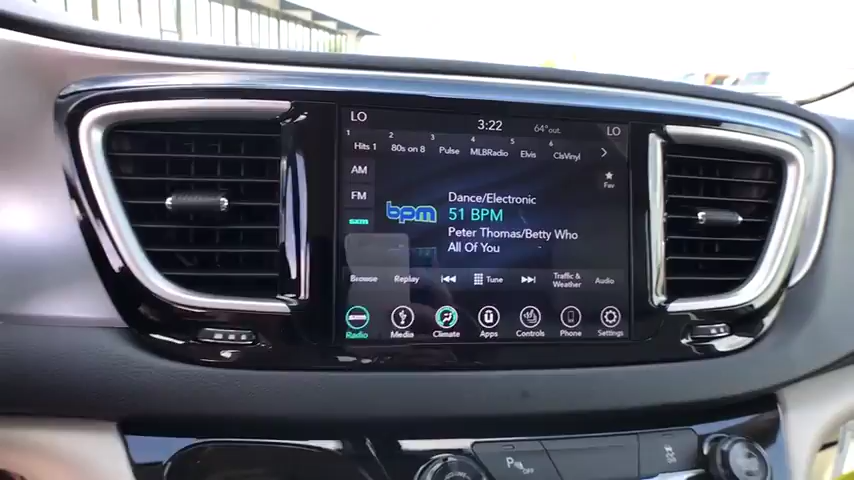 LO 3:22 64°out. LO
1 2 3 4 5 6
Hits 1 80s on 8 Pulse MLBRadio Elvis ClsVinyl
AM
FM
sxm
Fav
bpm
Dance/Electronic
51 BPM
Peter Thomas/Betty Who
All Of You
Browse Replay Tune Traffic & Weather Audio
Radio Media Climate Apps Controls Phone Settings
P OFF